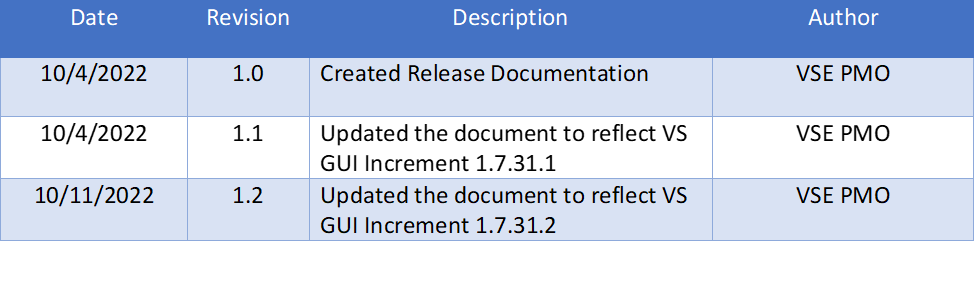 Date Revision Description Author
10/4/2022 1.0 Created Release Documentation VSE PMO
10/4/2022 1.1 Updated the document to reflect VS VSE PMO
GUI Increment 1.7.31.1
10/11/2022 1.2 Updated the document to reflect VS VSE PMO
GUI Increment 1.7.31.2